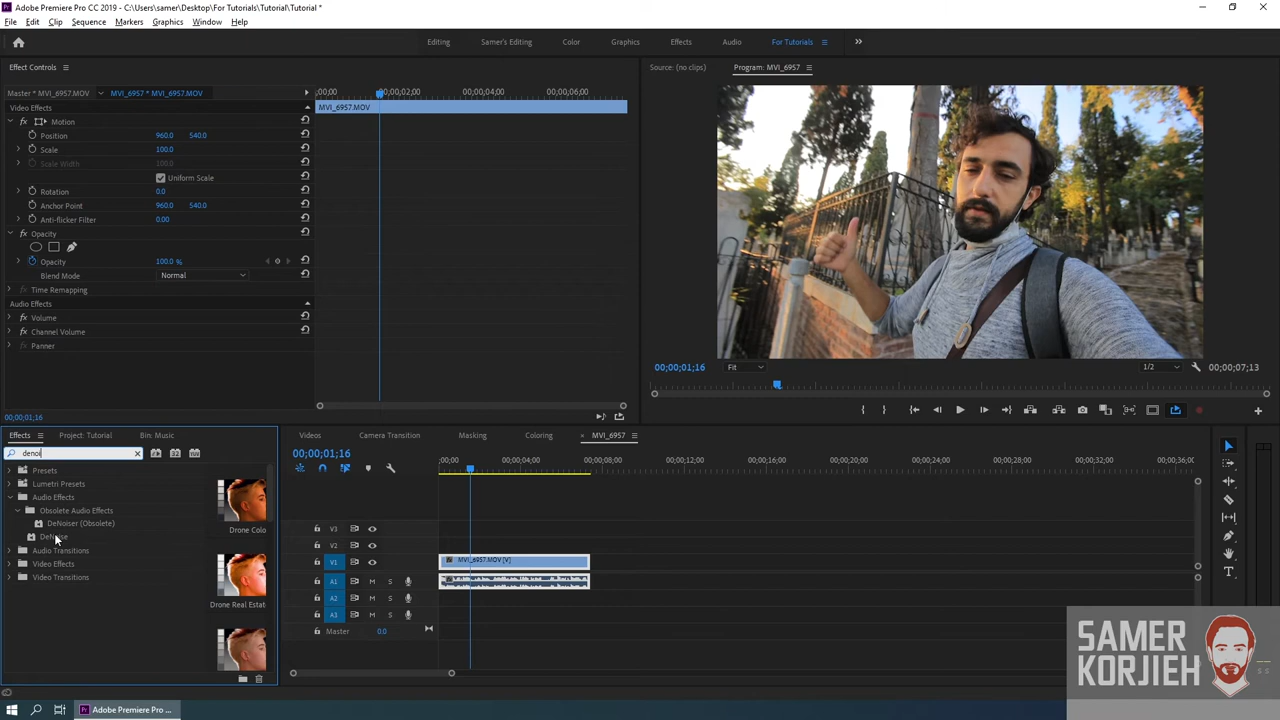 Adobe Premiere Pro CC 2019 - C:\Users\samer\Desktop\For Tutorials\Tutorial\Tutorial *
File Edit Clip Sequence Markers Graphics Window Help
Editing Samer's Editing Color Graphics Effects Audio For Tutorials
Effect Controls
Source: (no clips) Program: MVI_6957
Master * MVI_6957.MOV MVI_6957 * MVI_6957.MOV
;00;00 00;00;02;00 00;00;04;00 00;00;06;00
Video Effects
MVI_6957.MOV
fx Motion
Position 960.0 540.0
Scale 100.0
Scale Width 100.0
Uniform Scale
Rotation 0.0
Anchor Point 960.0 540.0
Anti-flicker Filter 0.00
fx Opacity
Opacity 100.0 %
Blend Mode Normal
Time Remapping
Audio Effects
fx Volume
fx Channel Volume
Panner
00;00;01;16
00;00;01;16 Fit 1/2 00;00;07;13
Effects Project: Tutorial Bin: Music
denoi
Presets
Lumetri Presets
Audio Effects
Obsolete Audio Effects
DeNoiser (Obsolete)
DeNoise
Audio Transitions
Video Effects
Video Transitions
Drone Colo
Drone Real Estat
Videos Camera Transition Masking Coloring MVI_6957
00;00;01;16
;00;00 00;00;04;00 00;00;08;00 00;00;12;00 00;00;16;00 00;00;20;00 00;00;24;00 00;00;28;00 00;00;32;00 00;00;36;00
V3
V2
V1 MVI_6957.MOV [V]
A1 M S
A2 M S
A3 M S
Master 0.0
S S
SAMER
KORJIEH
Adobe Premiere Pro ...